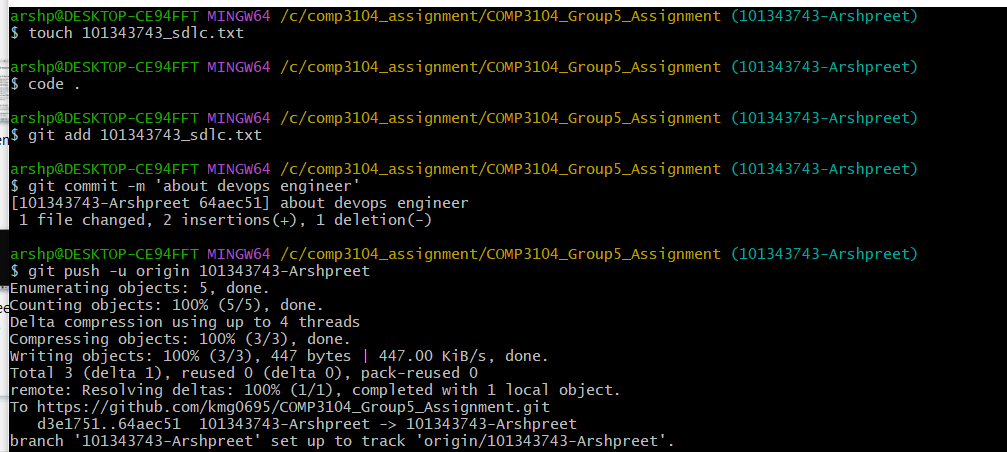 arshp@DESKTOP-CE94FFT MINGW64 /c/comp3104_assignment/COMP3104_Group5_Assignment (101343743-Arshpreet)
$ touch 101343743_sdlc.txt
arshp@DESKTOP-CE94FFT MINGW64 /c/comp3104_assignment/COMP3104_Group5_Assignment (101343743-Arshpreet)
$ code .
arshp@DESKTOP-CE94FFT MINGW64 /c/comp3104_assignment/COMP3104_Group5_Assignment (101343743-Arshpreet)
$ git add 101343743_sdlc.txt
arshp@DESKTOP-CE94FFT MINGW64 /c/comp3104_assignment/COMP3104_Group5_Assignment (101343743-Arshpreet)
$ git commit -m 'about devops engineer'
[101343743-Arshpreet 64aec51] about devops engineer
 1 file changed, 2 insertions(+), 1 deletion(-)
arshp@DESKTOP-CE94FFT MINGW64 /c/comp3104_assignment/COMP3104_Group5_Assignment (101343743-Arshpreet)
$ git push -u origin 101343743-Arshpreet
Enumerating objects: 5, done.
Counting objects: 100% (5/5), done.
Delta compression using up to 4 threads
Compressing objects: 100% (3/3), done.
Writing objects: 100% (3/3), 447 bytes | 447.00 KiB/s, done.
Total 3 (delta 1), reused 0 (delta 0), pack-reused 0
remote: Resolving deltas: 100% (1/1), completed with 1 local object.
To https://github.com/kmg0695/COMP3104_Group5_Assignment.git
   d3e1751..64aec51  101343743-Arshpreet -> 101343743-Arshpreet
branch '101343743-Arshpreet' set up to track 'origin/101343743-Arshpreet'.